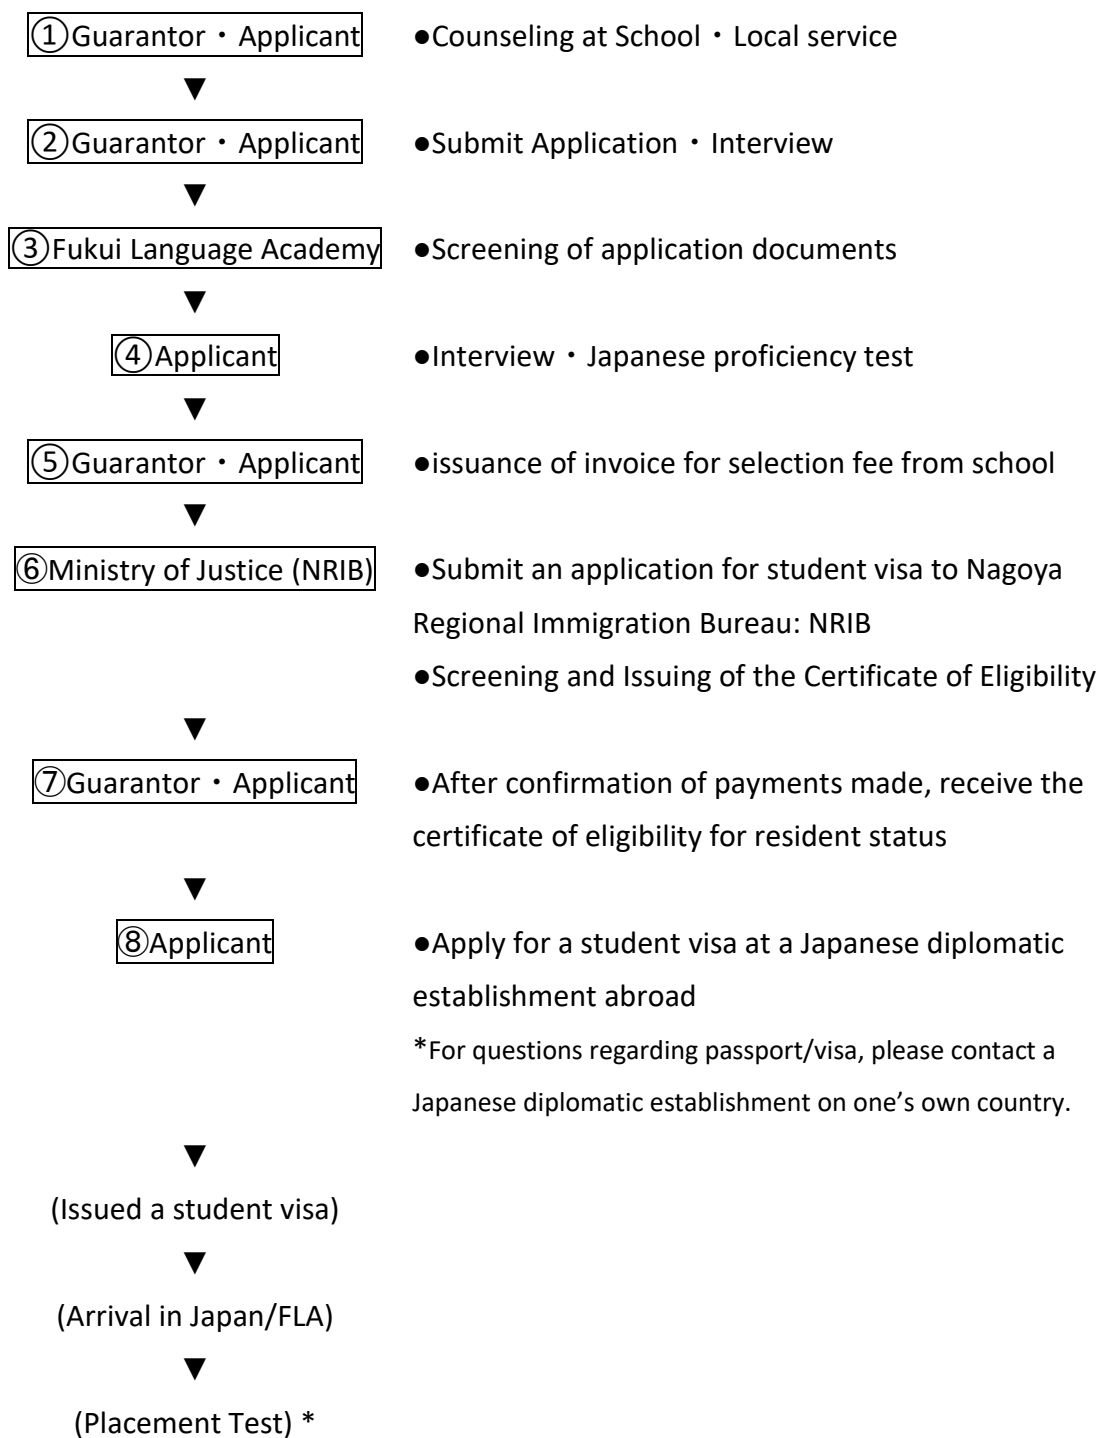 ①Guarantor・Applicant ●Counseling at School・Local service
▼
②Guarantor・Applicant ●Submit Application・Interview
▼
③Fukui Language Academy ●Screening of application documents
▼
④Applicant ●Interview・Japanese proficiency test
▼
⑤Guarantor・Applicant ●issuance of invoice for selection fee from school
▼
⑥Ministry of Justice (NRIB) ●Submit an application for student visa to Nagoya
Regional Immigration Bureau: NRIB
●Screening and Issuing of the Certificate of Eligibility
▼
⑦Guarantor・Applicant ●After confirmation of payments made, receive the
certificate of eligibility for resident status
▼
⑧Applicant ●Apply for a student visa at a Japanese diplomatic
establishment abroad
*For questions regarding passport/visa, please contact a
Japanese diplomatic establishment on one’s own country.
▼
(Issued a student visa)
▼
(Arrival in Japan/FLA)
▼
(Placement Test) *